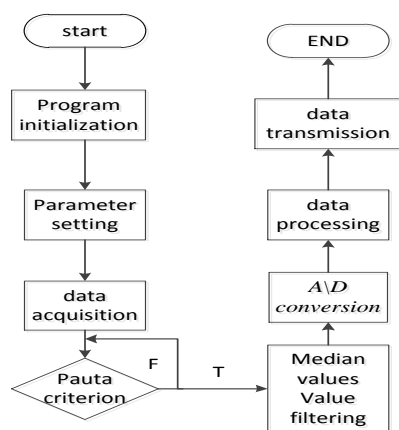 start
Program
initialization
Parameter
setting
data
acquisition
Pauta
criterion
F
T
Median
values
Value
filtering
A\D
conversion
data
processing
data
transmission
END